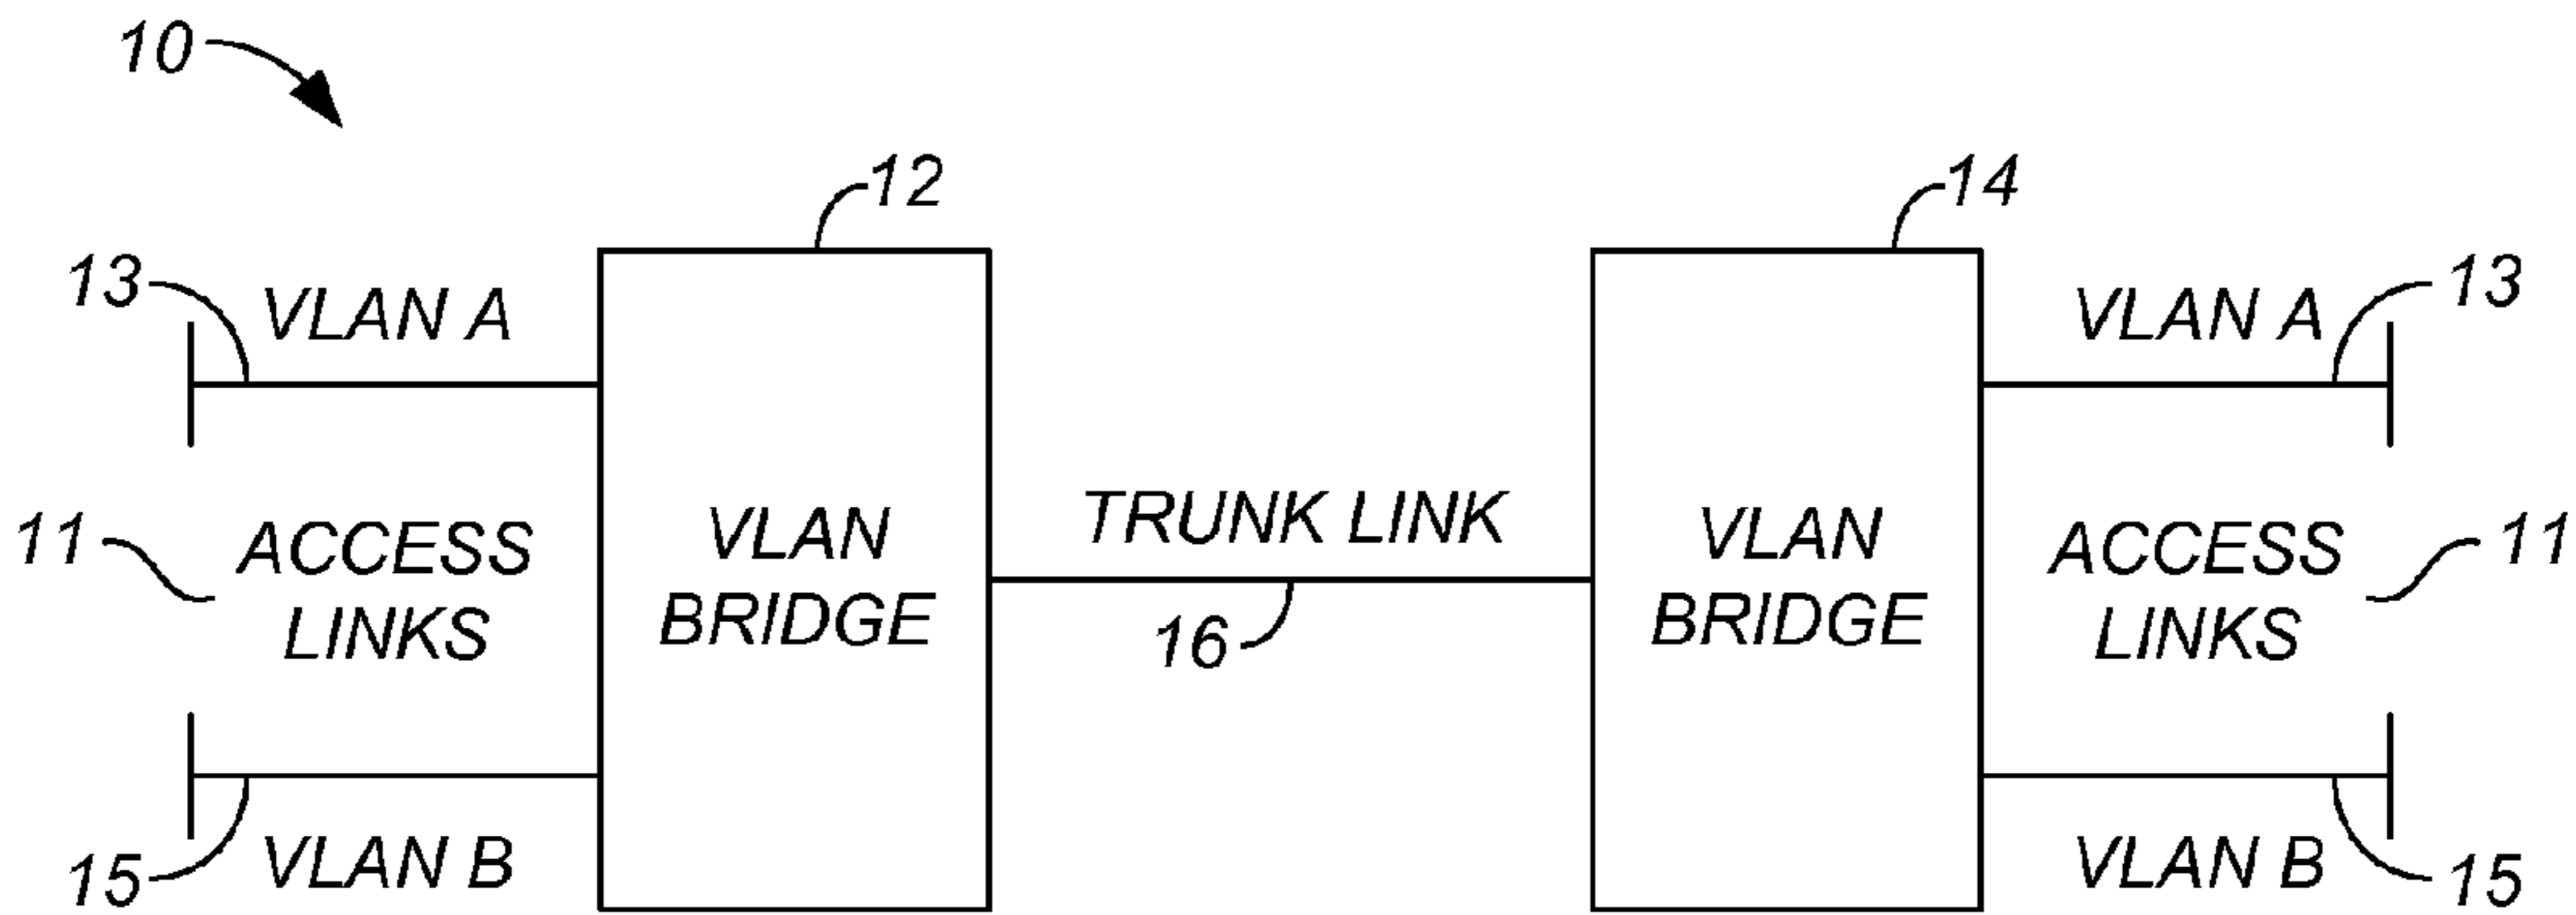 10
12
14
13
VLAN A
VLAN A
13
11
ACCESS
LINKS
VLAN
BRIDGE
TRUNK LINK
16
VLAN
BRIDGE
ACCESS
LINKS
11
15
VLAN B
VLAN B
15